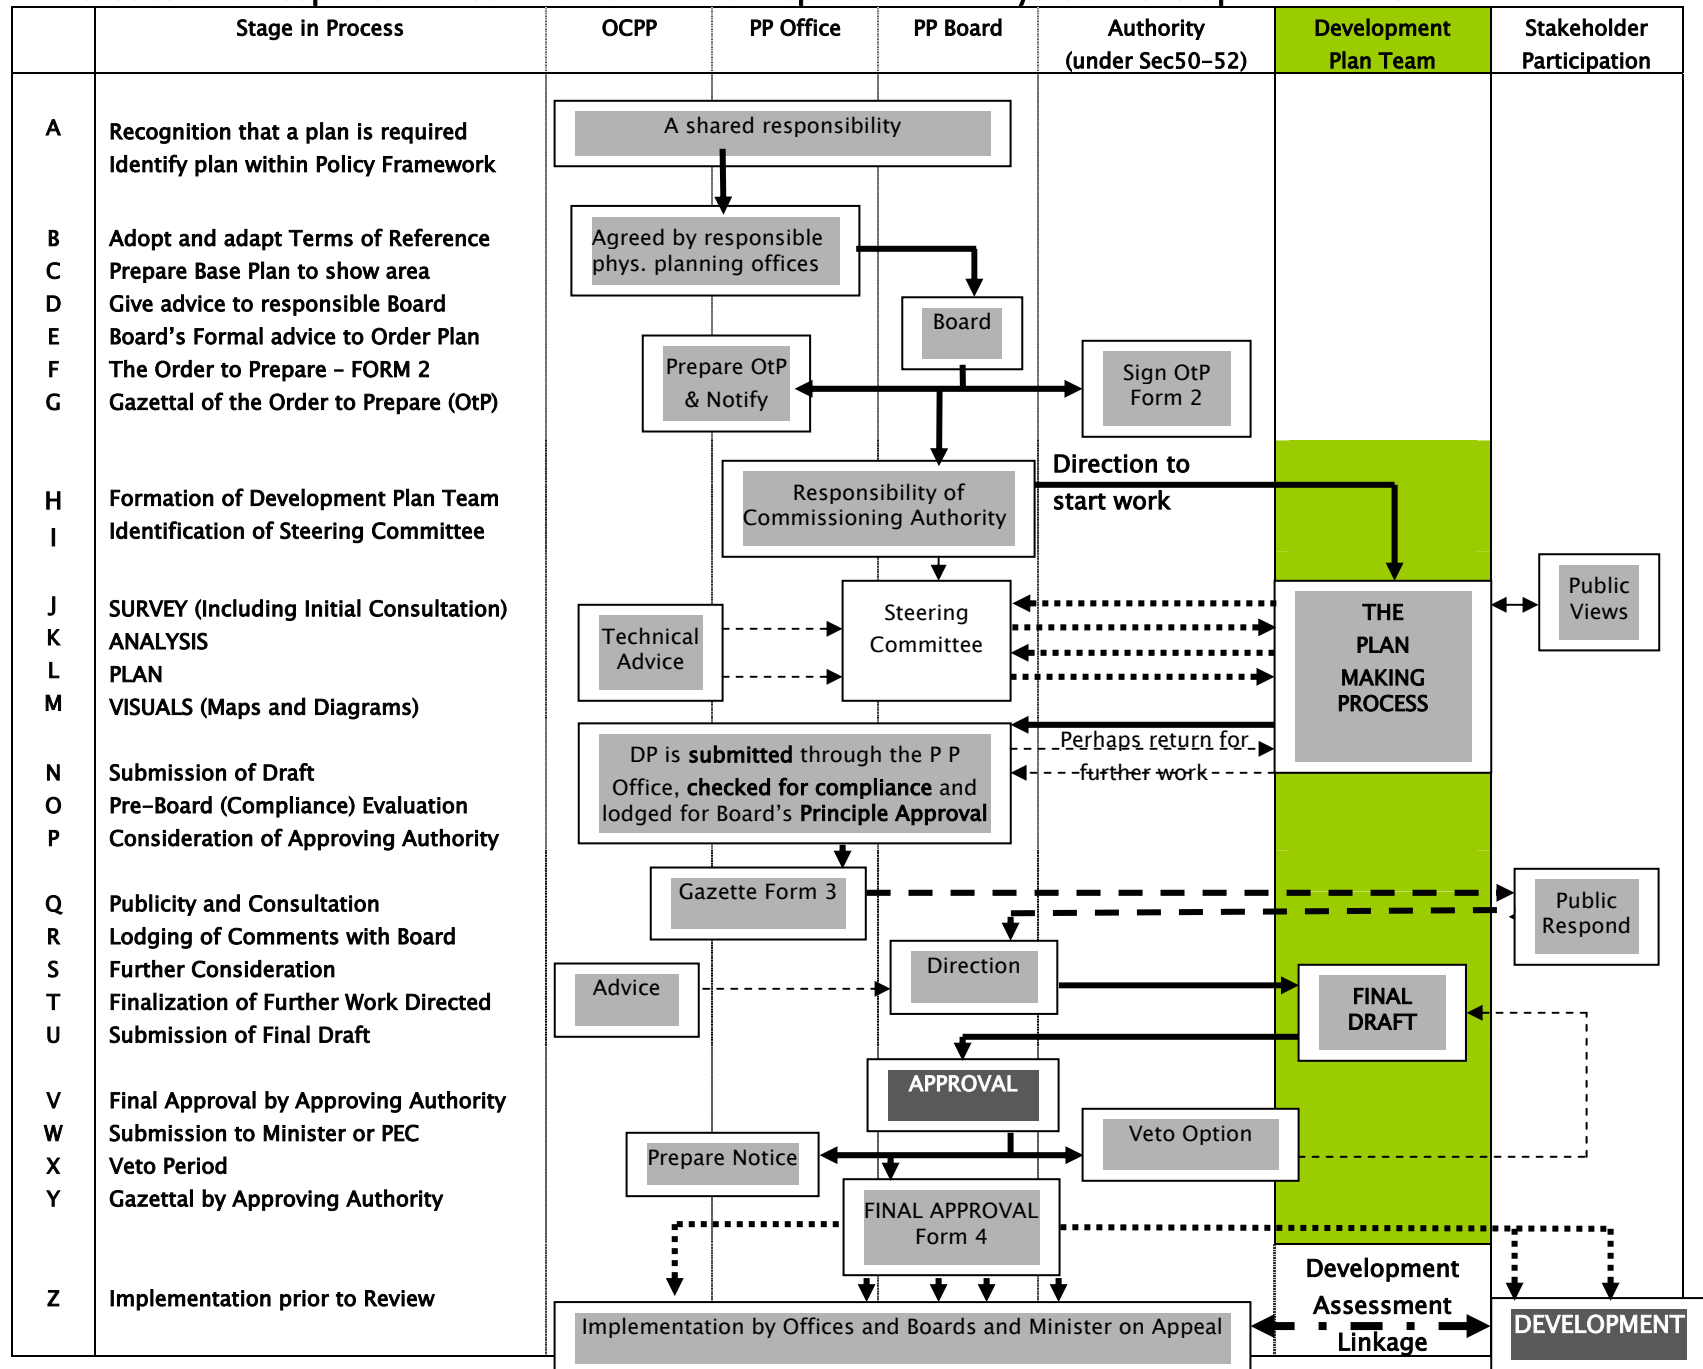 Stage in Process
OCPP
PP Office
PP Board
Authority
(under Sec50-52)
Development
Plan Team
Stakeholder
Participation
A
Recognition that a plan is required
Identify plan within Policy Framework
A shared responsibility
B
Adopt and adapt Terms of Reference
C
Prepare Base Plan to show area
D
Give advice to responsible Board
E
Board's Formal advice to Order Plan
F
The Order to Prepare – FORM 2
G
Gazettal of the Order to Prepare (OtP)
Agreed by responsible
phys. planning offices
Board
Prepare OtP
& Notify
Sign OtP
Form 2
H
Formation of Development Plan Team
I
Identification of Steering Committee
Responsibility of
Commissioning Authority
Direction to
start work
J
SURVEY (Including Initial Consultation)
K
ANALYSIS
L
PLAN
M
VISUALS (Maps and Diagrams)
Technical
Advice
Steering
Committee
THE
PLAN
MAKING
PROCESS
Public
Views
N
Submission of Draft
O
Pre-Board (Compliance) Evaluation
P
Consideration of Approving Authority
DP is submitted through the P P
Office, checked for compliance and
lodged for Board's Principle Approval
Perhaps return for
further work
Q
Publicity and Consultation
R
Lodging of Comments with Board
S
Further Consideration
T
Finalization of Further Work Directed
U
Submission of Final Draft
Gazette Form 3
Public
Respond
Advice
Direction
FINAL
DRAFT
V
Final Approval by Approving Authority
W
Submission to Minister or PEC
X
Veto Period
Y
Gazettal by Approving Authority
APPROVAL
Prepare Notice
Veto Option
FINAL APPROVAL
Form 4
Z
Implementation prior to Review
Implementation by Offices and Boards and Minister on Appeal
Development
Assessment
Linkage
DEVELOPMENT